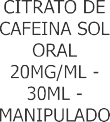 CITRATO DE
CAFEINA SOL
ORAL
20MG/ML -
30ML -
MANIPULADO